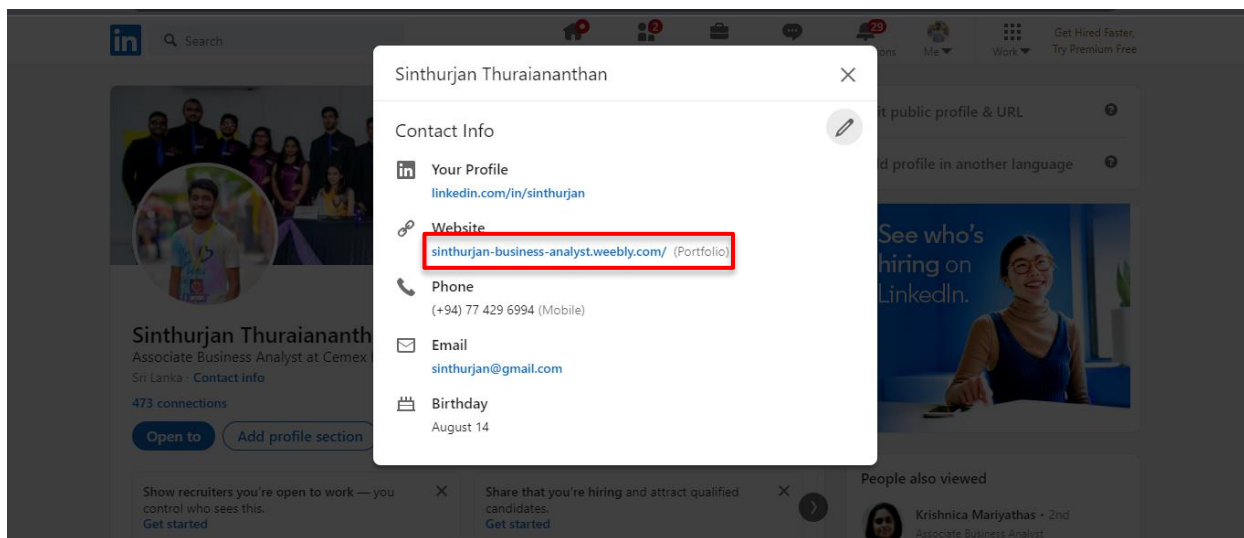 in
Search
2
29
ons
Me
Work
Get Hired Faster,
Try Premium Free
Sinthurjan Thuraiananthan
Contact Info
Your Profile
linkedin.com/in/sinthurjan
Website
sinthurjan-business-analyst.weebly.com/ (Portfolio)
Phone
(+94) 77 429 6994 (Mobile)
Email
sinthurjan@gmail.com
Birthday
August 14
it public profile & URL
d profile in another language
See who's
hiring on
LinkedIn.
Sinthurjan Thuraiananth
Associate Business Analyst at Cemex
Sri Lanka · Contact info
473 connections
Open to
Add profile section
Show recruiters you're open to work — you
control who sees this.
Get started
Share that you're hiring and attract qualified
candidates.
Get started
People also viewed
Krishnica Mariyathas · 2nd
Associate Business Analyst